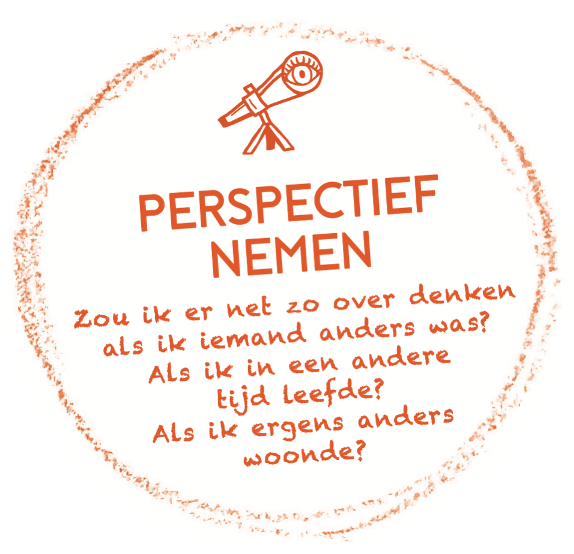 PERSPECTIEF
NEMEN
Zou ik er net zo over denken
als ik iemand anders was?
Als ik in een andere
tijd leefde?
Als ik ergens anders
woonde?